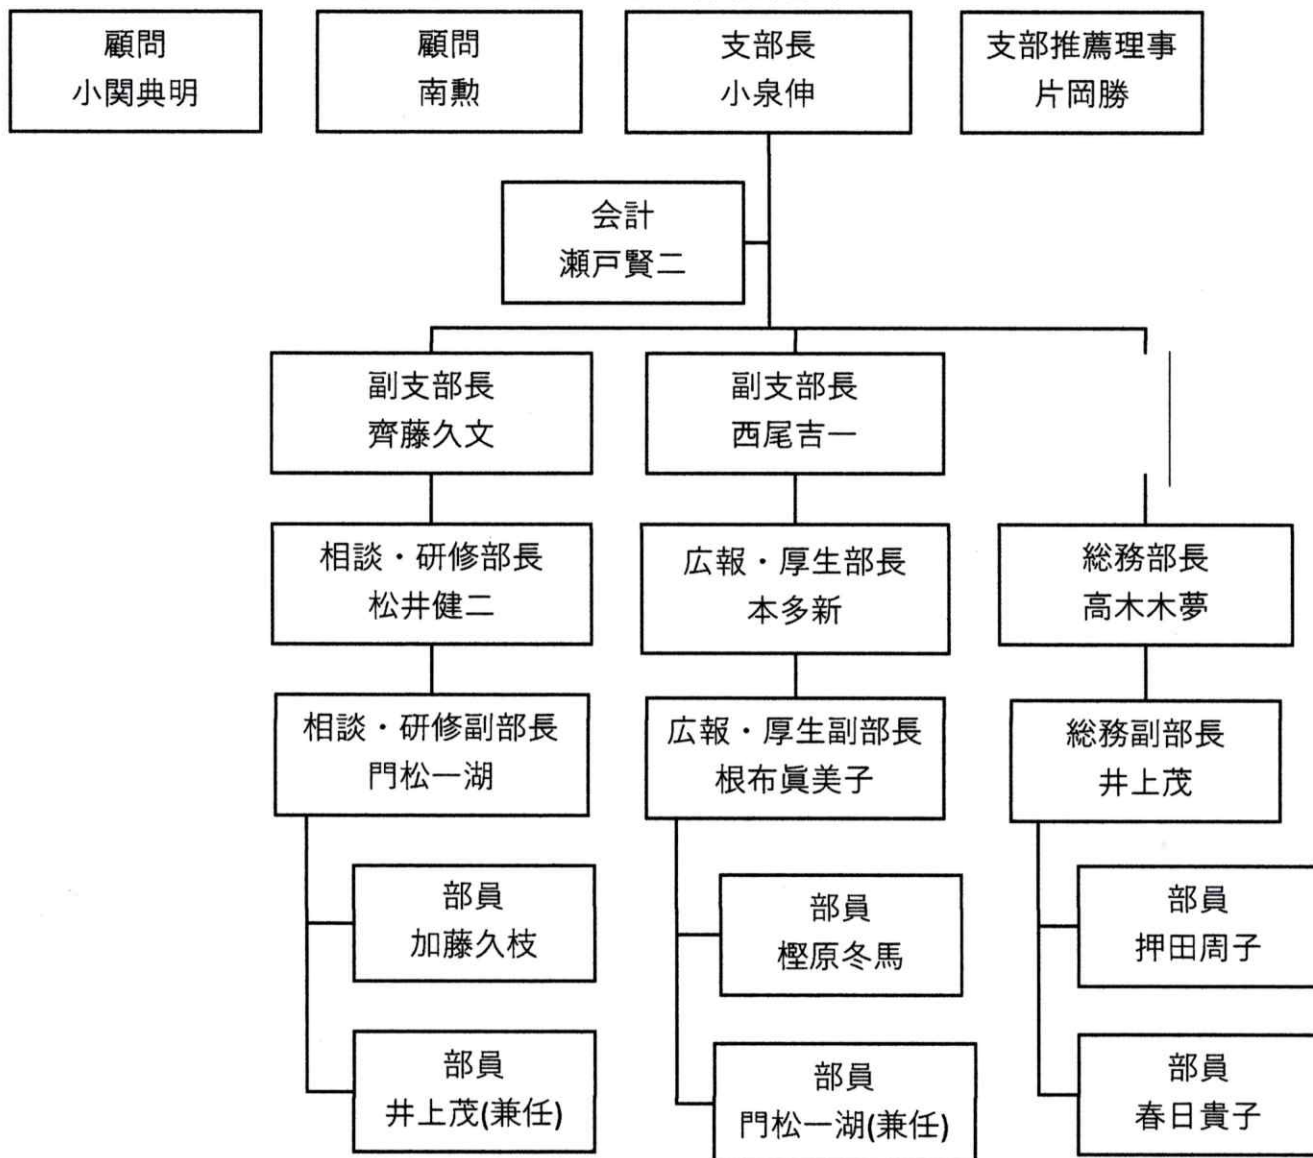 顧問
小関典明
顧問
南勲
支部長
小泉伸
支部推薦理事
片岡勝
会計
瀬戸賢二
副支部長
齊藤久文
副支部長
西尾吉一
相談・研修部長
松井健二
広報・厚生部長
本多新
総務部長
高木木夢
相談・研修副部長
門松一湖
広報・厚生副部長
根布眞美子
総務副部長
井上茂
部員
加藤久枝
部員
樫原冬馬
部員
押田周子
部員
井上茂(兼任)
部員
門松一湖(兼任)
部員
春日貴子